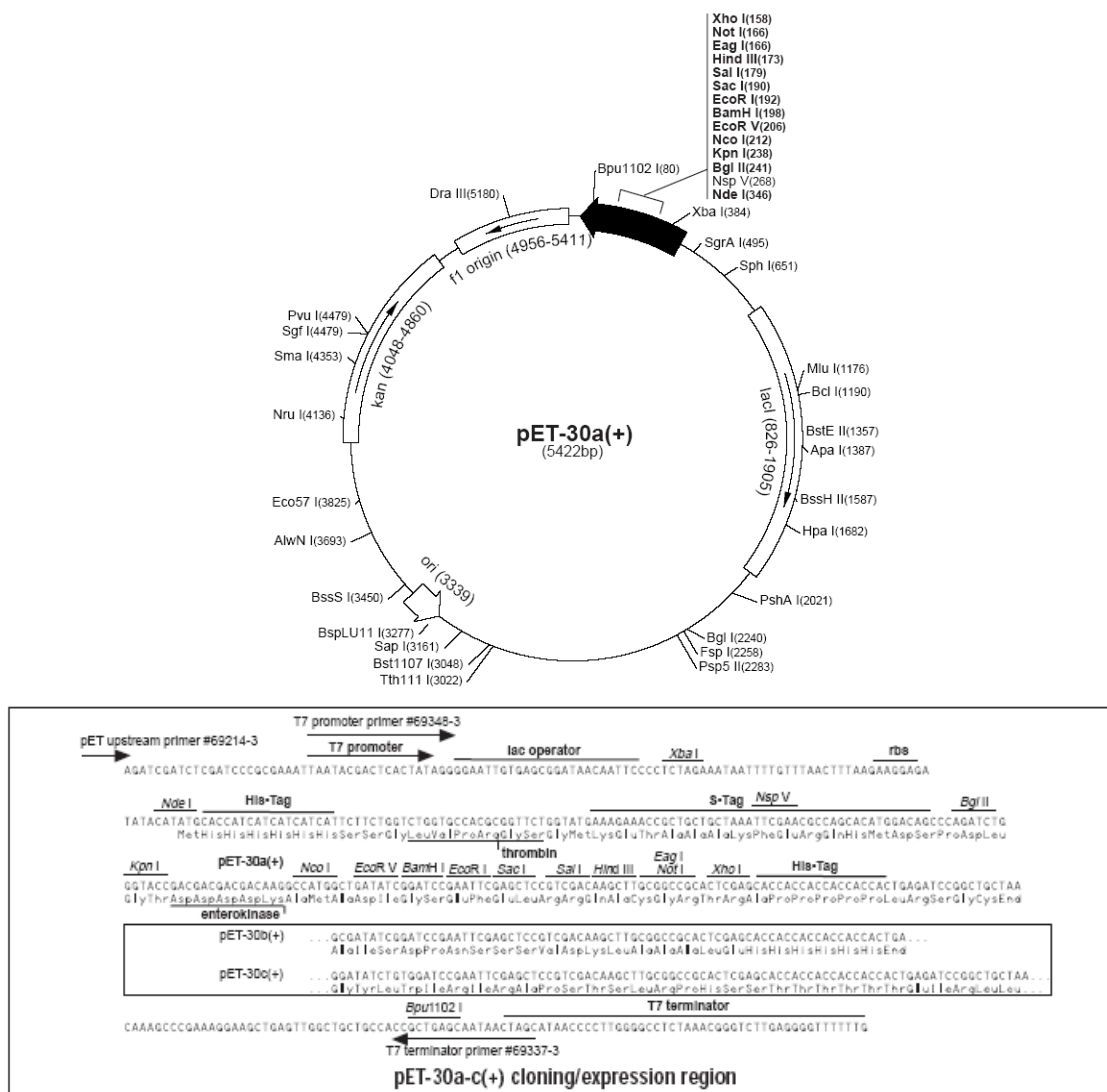 Xho I(158)
Not I(166)
Eag I(166)
Hind III(173)
Sal I(179)
Sac I(190)
EcoR I(192)
BamH I(198)
EcoR V(206)
Nco I(212)
Kpn I(238)
Bgl II(241)
Nsp V(268)
Nde I(346)
Bpu1102 I(80)
Dra III(5180)
Xba I(384)
SgrA I(495)
Sph I(651)
f1 origin (4956-5411)
Pvu I(4479)
Sgf I(4479)
Sma I(4353)
kan (4048-4860)
Nru I(4136)
lacI (826-1905)
Mlu I(1176)
Bcl I(1190)
BstE II(1357)
Apa I(1387)
BssH II(1587)
Hpa I(1682)
pET-30a(+)
(5422bp)
Eco57 I(3825)
AlwN I(3693)
ori (3339)
BssS I(3450)
BspLU11 I(3277)
Sap I(3161)
Bst1107 I(3048)
Tth111 I(3022)
PshA I(2021)
Bgl I(2240)
Fsp I(2258)
Psp5 II(2283)
T7 promoter primer #69348-3
pET upstream primer #69214-3
T7 promoter lac operator Xba I rbs
AGATCGATCTCGATCCCGCGAAATTAATACGACTCACTATAGGGGAATTGTGAGCGGATAACAATTCCCCTCTAGAAATAATTTTGTTTAACTTTAAGAAGGAGA
Nde I His•Tag S•Tag Nsp V Bgl II
TATACATATGCACCATCATCATCATCATTCTTCTGGTCTGGTGCCACGCGGTTCTGGTATGAAAGAAACCGCTGCTGCTAAATTCGAACGCCAGCACATGGACAGCCCAGATCTG
MetHisHisHisHisHisHisSerSerGlyLeuValProArgGlySerGlyMetLysGluThrAlaAlaAlaLysPheGluArgGlnHisMetAspSerProAspLeu
thrombin
Kpn I pET-30a(+) Nco I EcoR V BamH I EcoR I Sac I Sal I Hind III Eag I Not I Xho I His•Tag
GGTACCGACGACGACGACAAGGCCATGGCTGATATCGGATCCGAATTCGAGCTCCGTCGACAAGCTTGCGGCCGCACTCGAGCACCACCACCACCACCACTGAGATCCGGCTGCTAA
GlyThrAspAspAspAspLysAlaMetAlaAspIleGlySerGluPheGluLeuArgArgGlnAlaCysGlyArgThrArgAlaProProProProProProLeuArgSerGlyCysEnd
enterokinase
pET-30b(+) ...GCGATATCGGATCCGAATTCGAGCTCCGTCGACAAGCTTGCGGCCGCACTCGAGCACCACCACCACCACCACTGA...
AlaIleSerAspProAsnSerSerSerValAspLysLeuAlaAlaAlaLeuGluHisHisHisHisHisHisEnd
pET-30c(+) ...GGATATCTGTGGATCCGAATTCGAGCTCCGTCGACAAGCTTGCGGCCGCACTCGAGCACCACCACCACCACCACTGAGATCCGGCTGCTAA...
GlyTyrLeuTrpIleArgIleArgAlaProSerThrSerLeuArgProHisSerSerThrThrThrThrThrThrGluIleArgLeuLeu...
Bpu1102 I T7 terminator
CAAAGCCCGAAAGGAAGCTGAGTTGGCTGCTGCCACCGCTGAGCAATAACTAGCATAACCCCTTGGGGCCTCTAAACGGGTCTTGAGGGGTTTTTTG
T7 terminator primer #69337-3
pET-30a-c(+) cloning/expression region